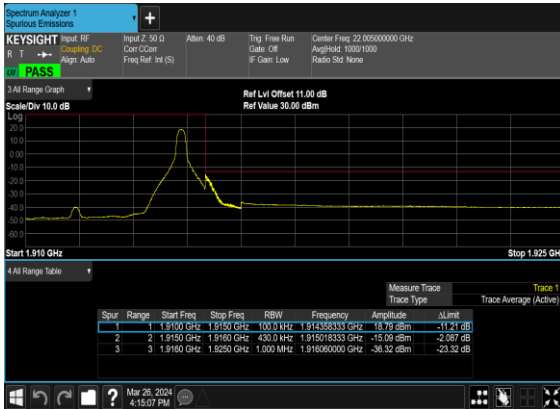 Spectrum Analyzer 1
Spurious Emissions
+
KEYSIGHT Input: RF Input Z: 50 Ω Atten: 40 dB Trig: Free Run Center Freq: 22.005000000 GHz
R T Coupling: DC Corr CCorr Gate: Off Avg|Hold: 1000/1000
Align: Auto Freq Ref: Int (S) IF Gain: Low Radio Std: None
PASS
3 All Range Graph
Ref Lvl Offset 11.00 dB
Scale/Div 10.0 dB Ref Value 30.00 dBm
Log
20.0
10.0
0.00
-10.0
-20.0
-30.0
-40.0
-50.0
-60.0
Start 1.910 GHz Stop 1.925 GH
4 All Range Table
Measure Trace Trace 1
Trace Type Trace Average (Active)
Spur Range Start Freq Stop Freq RBW Frequency Amplitude ΔLimit
1 1 1.9100 GHz 1.9150 GHz 100.0 kHz 1.914358333 GHz 18.79 dBm -11.21 dB
2 2 1.9150 GHz 1.9160 GHz 430.0 kHz 1.915018333 GHz -15.09 dBm -2.087 dB
3 3 1.9160 GHz 1.9250 GHz 1.000 MHz 1.916060000 GHz -36.32 dBm -23.32 dB
?
Mar 26, 2024
4:15:07 PM